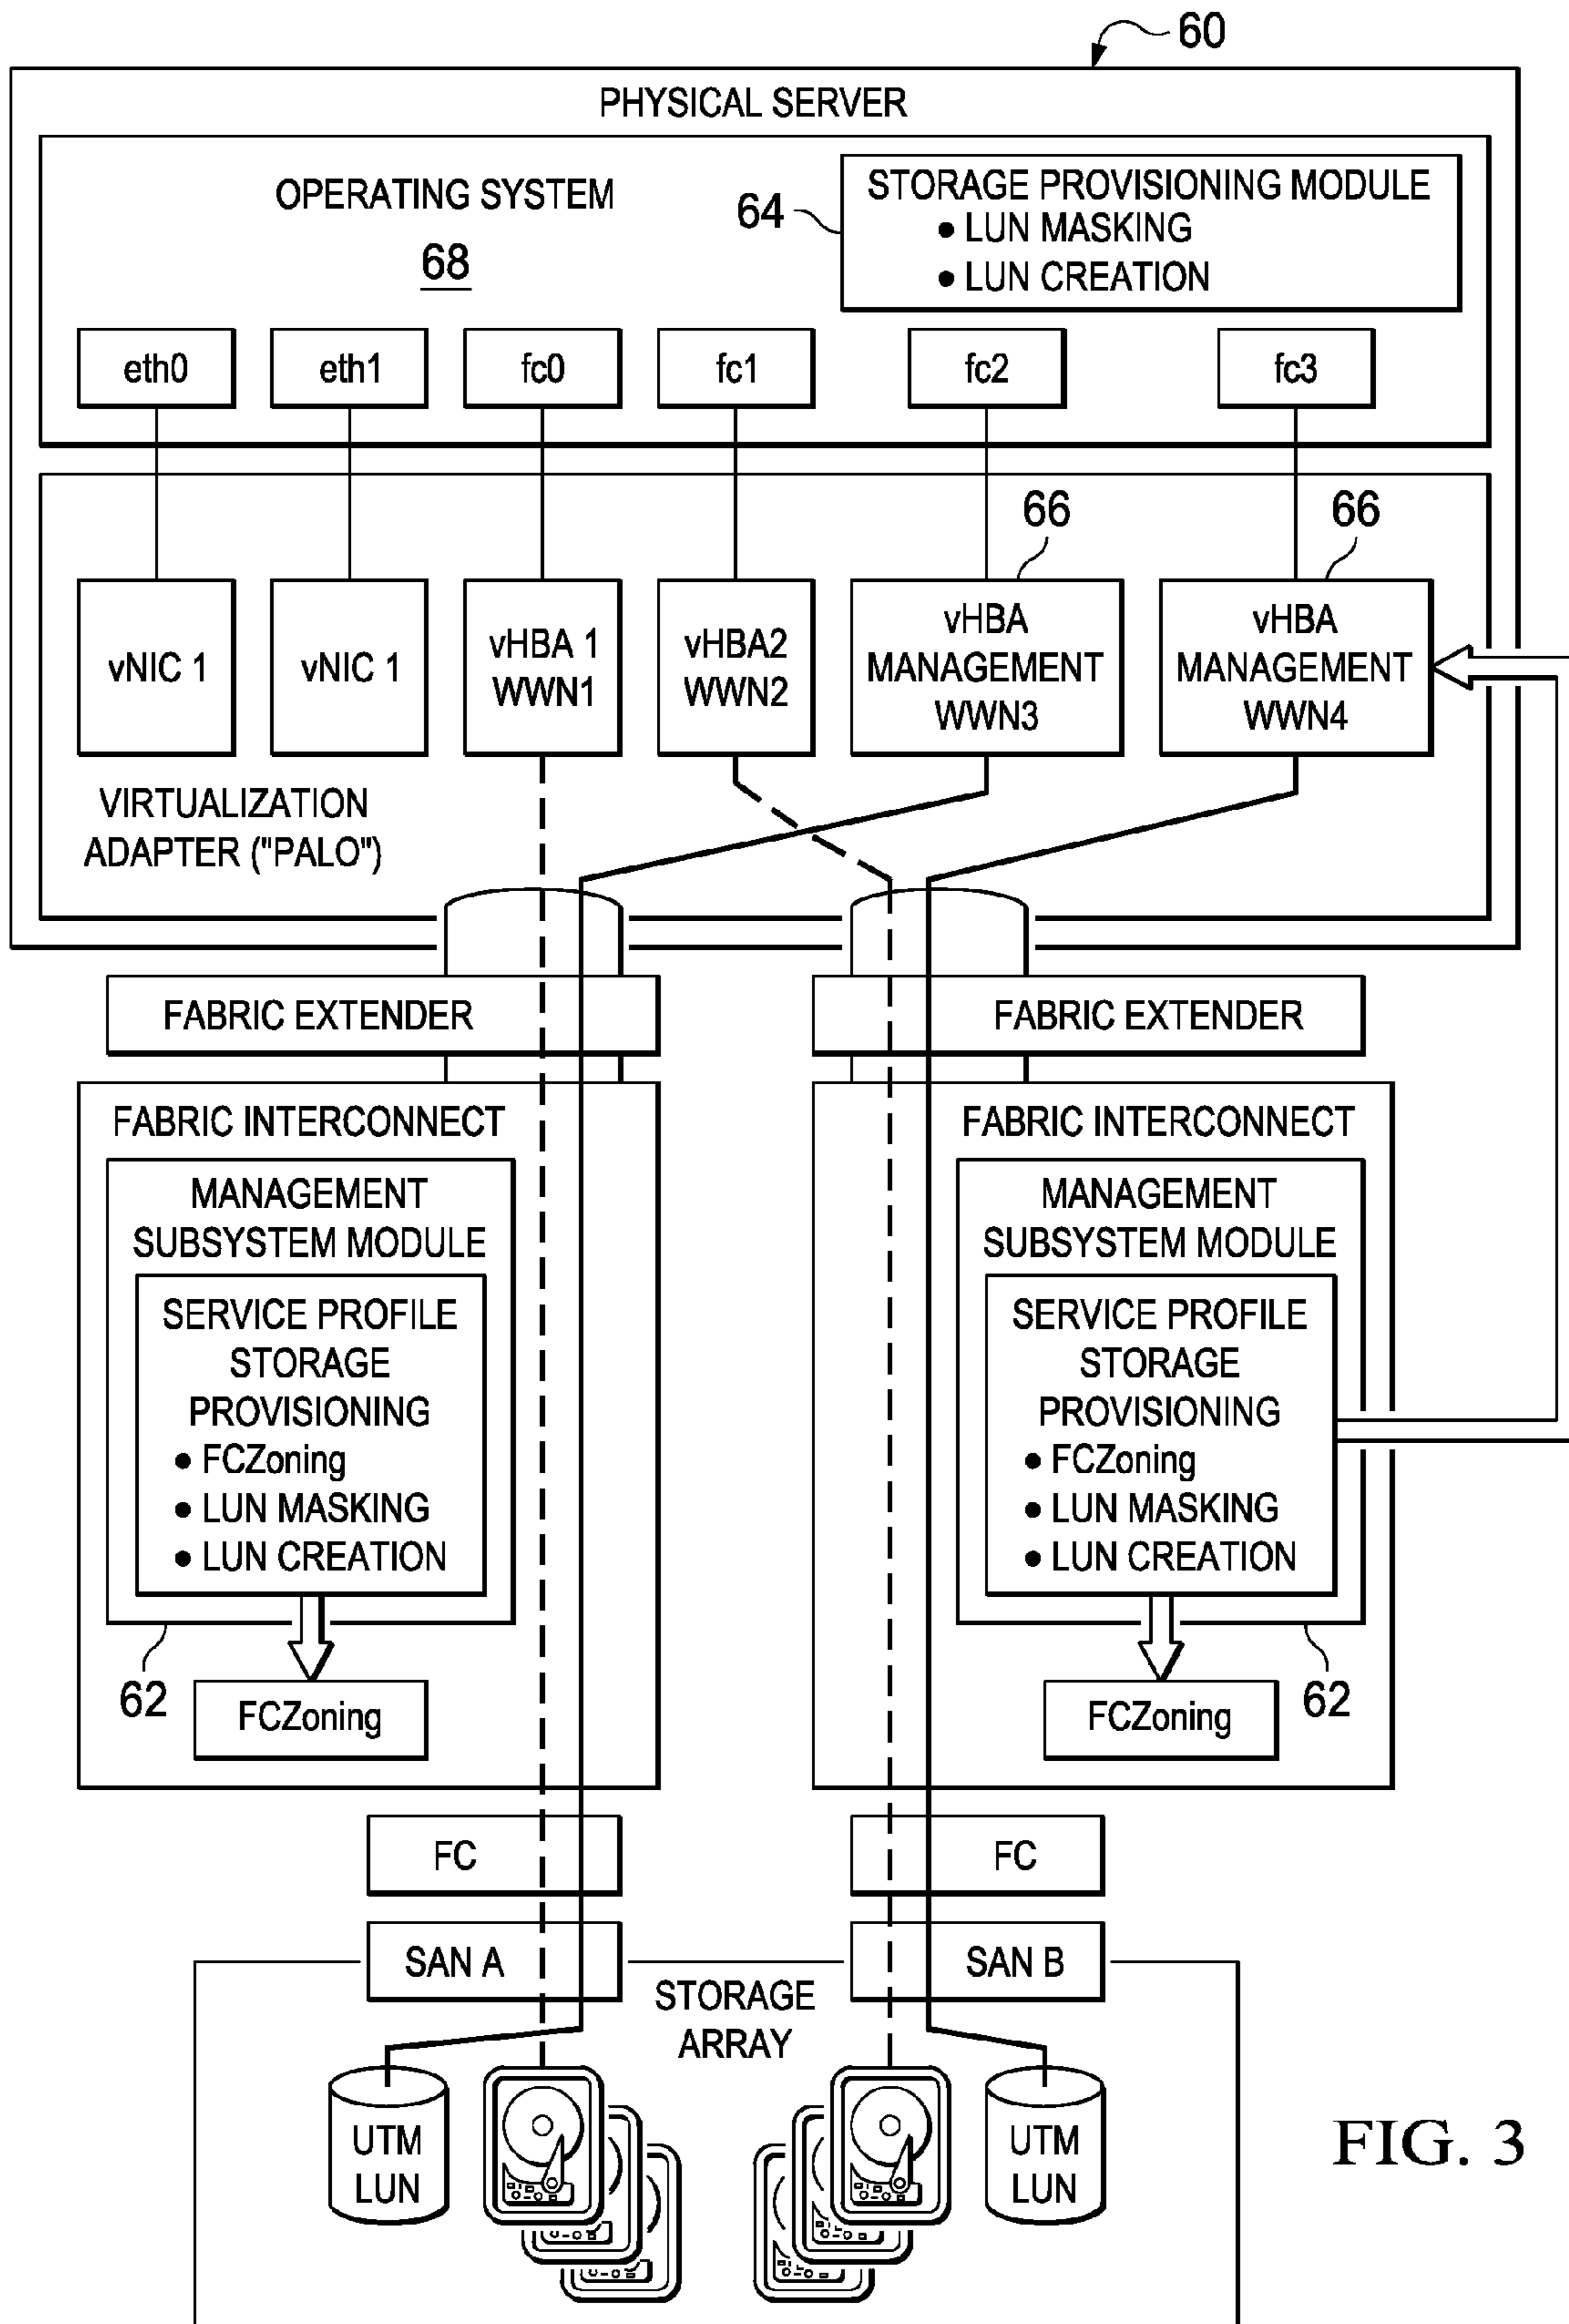 60
PHYSICAL SERVER
OPERATING SYSTEM
68
64
STORAGE PROVISIONING MODULE
• LUN MASKING
• LUN CREATION
eth0
eth1
fc0
fc1
fc2
fc3
66
66
vNIC 1
vNIC 1
vHBA 1
WWN1
vHBA2
WWN2
vHBA
MANAGEMENT
WWN3
vHBA
MANAGEMENT
WWN4
VIRTUALIZATION
ADAPTER ("PALO")
FABRIC EXTENDER
FABRIC EXTENDER
FABRIC INTERCONNECT
MANAGEMENT
SUBSYSTEM MODULE
SERVICE PROFILE
STORAGE
PROVISIONING
• FCZoning
• LUN MASKING
• LUN CREATION
62
FCZoning
FABRIC INTERCONNECT
MANAGEMENT
SUBSYSTEM MODULE
SERVICE PROFILE
STORAGE
PROVISIONING
• FCZoning
• LUN MASKING
• LUN CREATION
FCZoning
62
FC
FC
SAN A
SAN B
STORAGE
ARRAY
UTM
LUN
UTM
LUN
FIG. 3